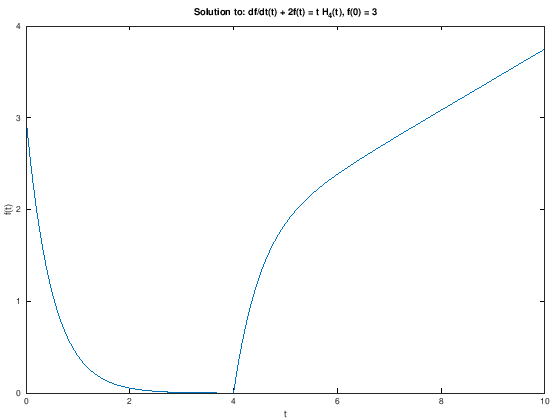 Solution to: df/dt(t) + 2f(t) = t H₄(t), f(0) = 3
4
3
2
1
0
f(t)
0 2 4 6 8 10
t